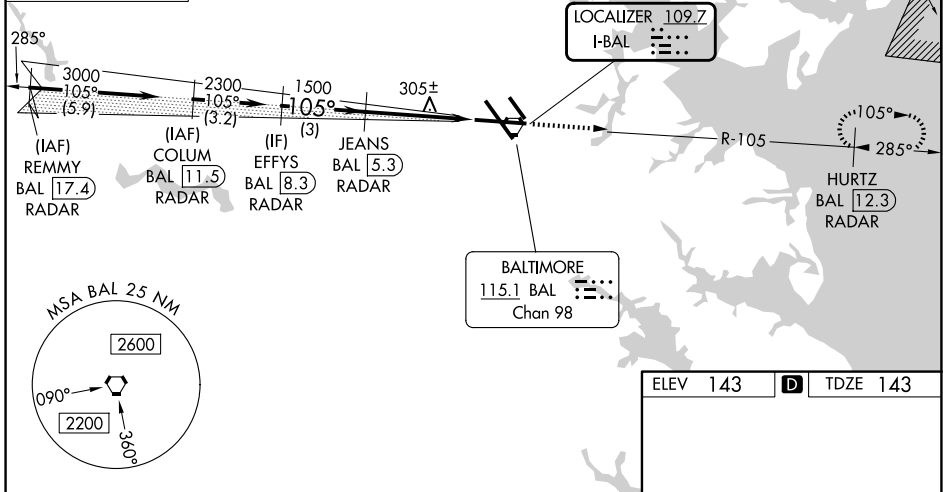 LOCALIZER 109.7
I-BAL
285°
3000
105°
(5.9)
2300
105°
(3.2)
1500
105°
(3)
305±
(IAF)
REMMY
BAL 17.4
RADAR
(IAF)
COLUM
BAL 11.5
RADAR
(IF)
EFFYS
BAL 8.3
RADAR
JEANS
BAL 5.3
RADAR
R-105
105°
285°
HURTZ
BAL 12.3
RADAR
BALTIMORE
115.1 BAL
Chan 98
MSA BAL 25 NM
2600
090°
2200
360°
ELEV 143 D TDZE 143